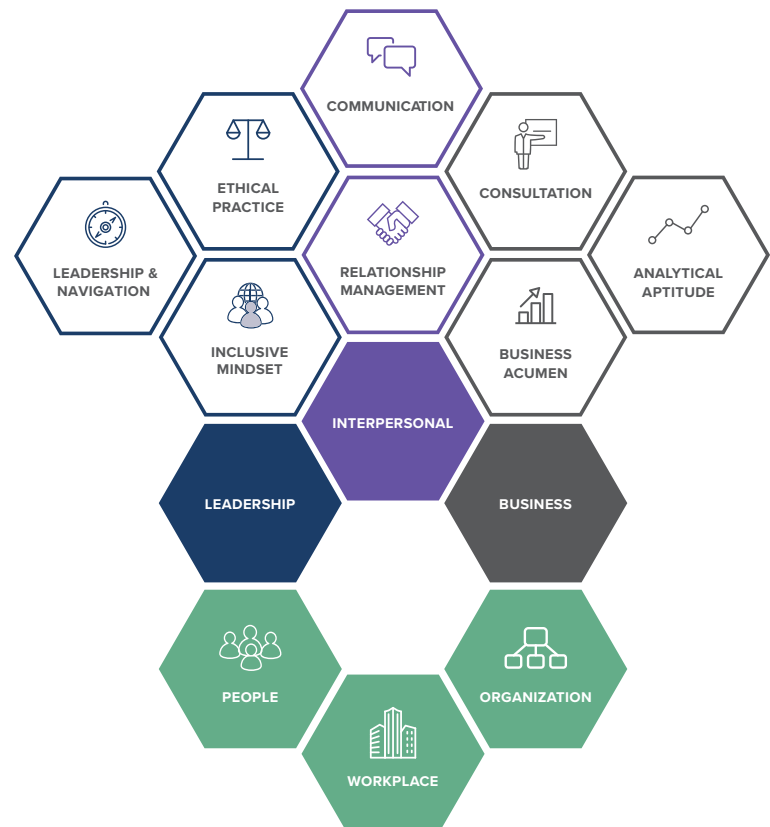 COMMUNICATION
ETHICAL
PRACTICE
CONSULTATION
LEADERSHIP &
NAVIGATION
RELATIONSHIP
MANAGEMENT
ANALYTICAL
APTITUDE
INCLUSIVE
MINDSET
BUSINESS
ACUMEN
INTERPERSONAL
LEADERSHIP
BUSINESS
PEOPLE
ORGANIZATION
WORKPLACE